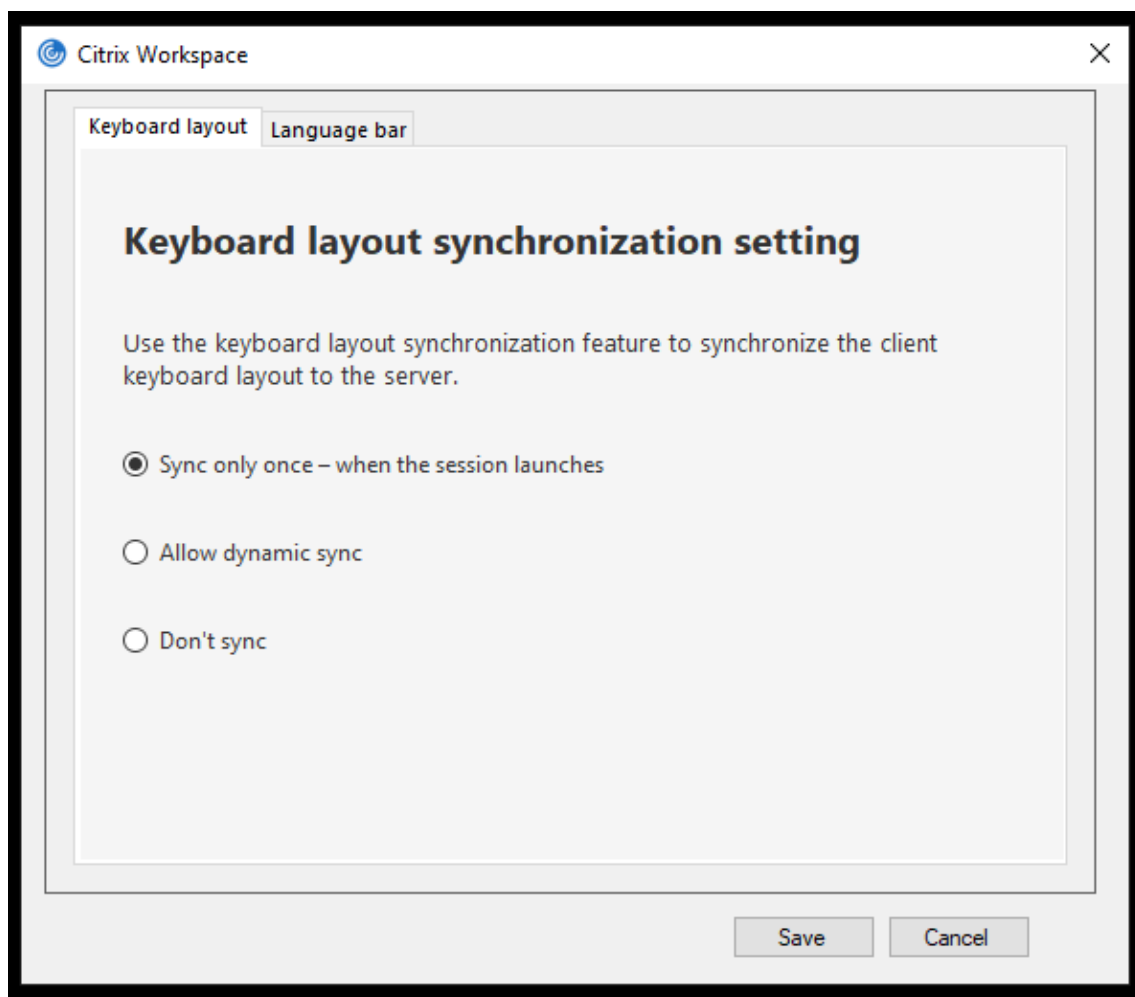 Citrix Workspace
Keyboard layout
Language bar
Keyboard layout synchronization setting
Use the keyboard layout synchronization feature to synchronize the client
keyboard layout to the server.
Sync only once – when the session launches
Allow dynamic sync
Don't sync
Save
Cancel